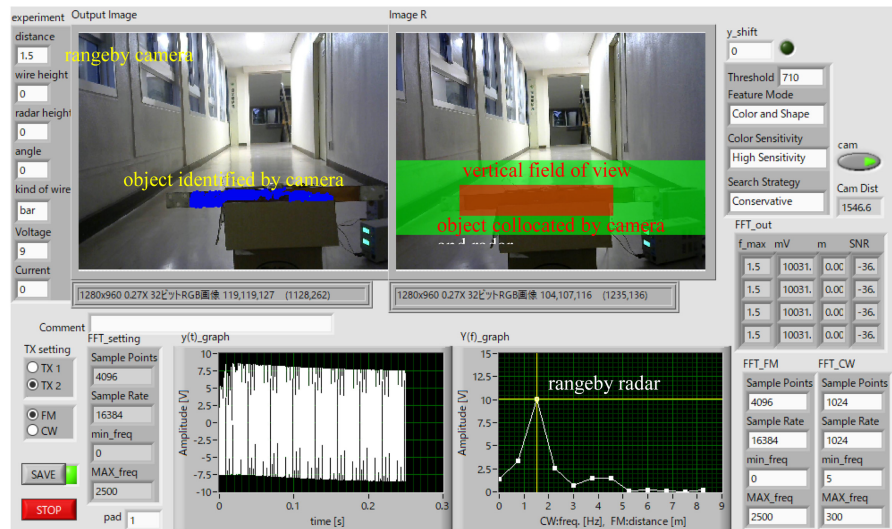 experiment
distance
1.5
wire height
0
radar height
0
angle
0
kind of wire
bar
Voltage
9
Current
0
Output Image
rangeby camera
object identified by camera
1280x960 0.27X 32ビットRGB画像 119,119,127 (1128,262)
Image R
vertical field of view
object collocated by camera
and radar
1280x960 0.27X 32ビットRGB画像 104,107,116 (1235,136)
y_shift
0
Threshold 710
Feature Mode
Color and Shape
Color Sensitivity
High Sensitivity
Search Strategy
Conservative
cam
Cam Dist
1546.6
FFT_out
f_max mV m SNR
1.5 10031. 0.00 -36.
1.5 10031. 0.00 -36.
1.5 10031. 0.00 -36.
1.5 10031. 0.00 -36.
Comment
TX setting
TX 1
TX 2
FM
CW
SAVE
STOP
FFT_setting
Sample Points
4096
Sample Rate
16384
min_freq
0
MAX_freq
2500
pad 1
y(t)_graph
Amplitude [V]
10
7.5
5
2.5
0
-2.5
-5
-7.5
-10
0 0.1 0.2 0.3
time [s]
Y(f)_graph
Amplitude [V]
15
12.5
10
7.5
5
2.5
0
rangeby radar
0 1 2 3 4 5 6 7 8 9
CW:freq. [Hz], FM:distance [m]
FFT_FM
Sample Points
4096
Sample Rate
16384
min_freq
0
MAX_freq
2500
FFT_CW
Sample Points
1024
Sample Rate
1024
min_freq
5
MAX_freq
300